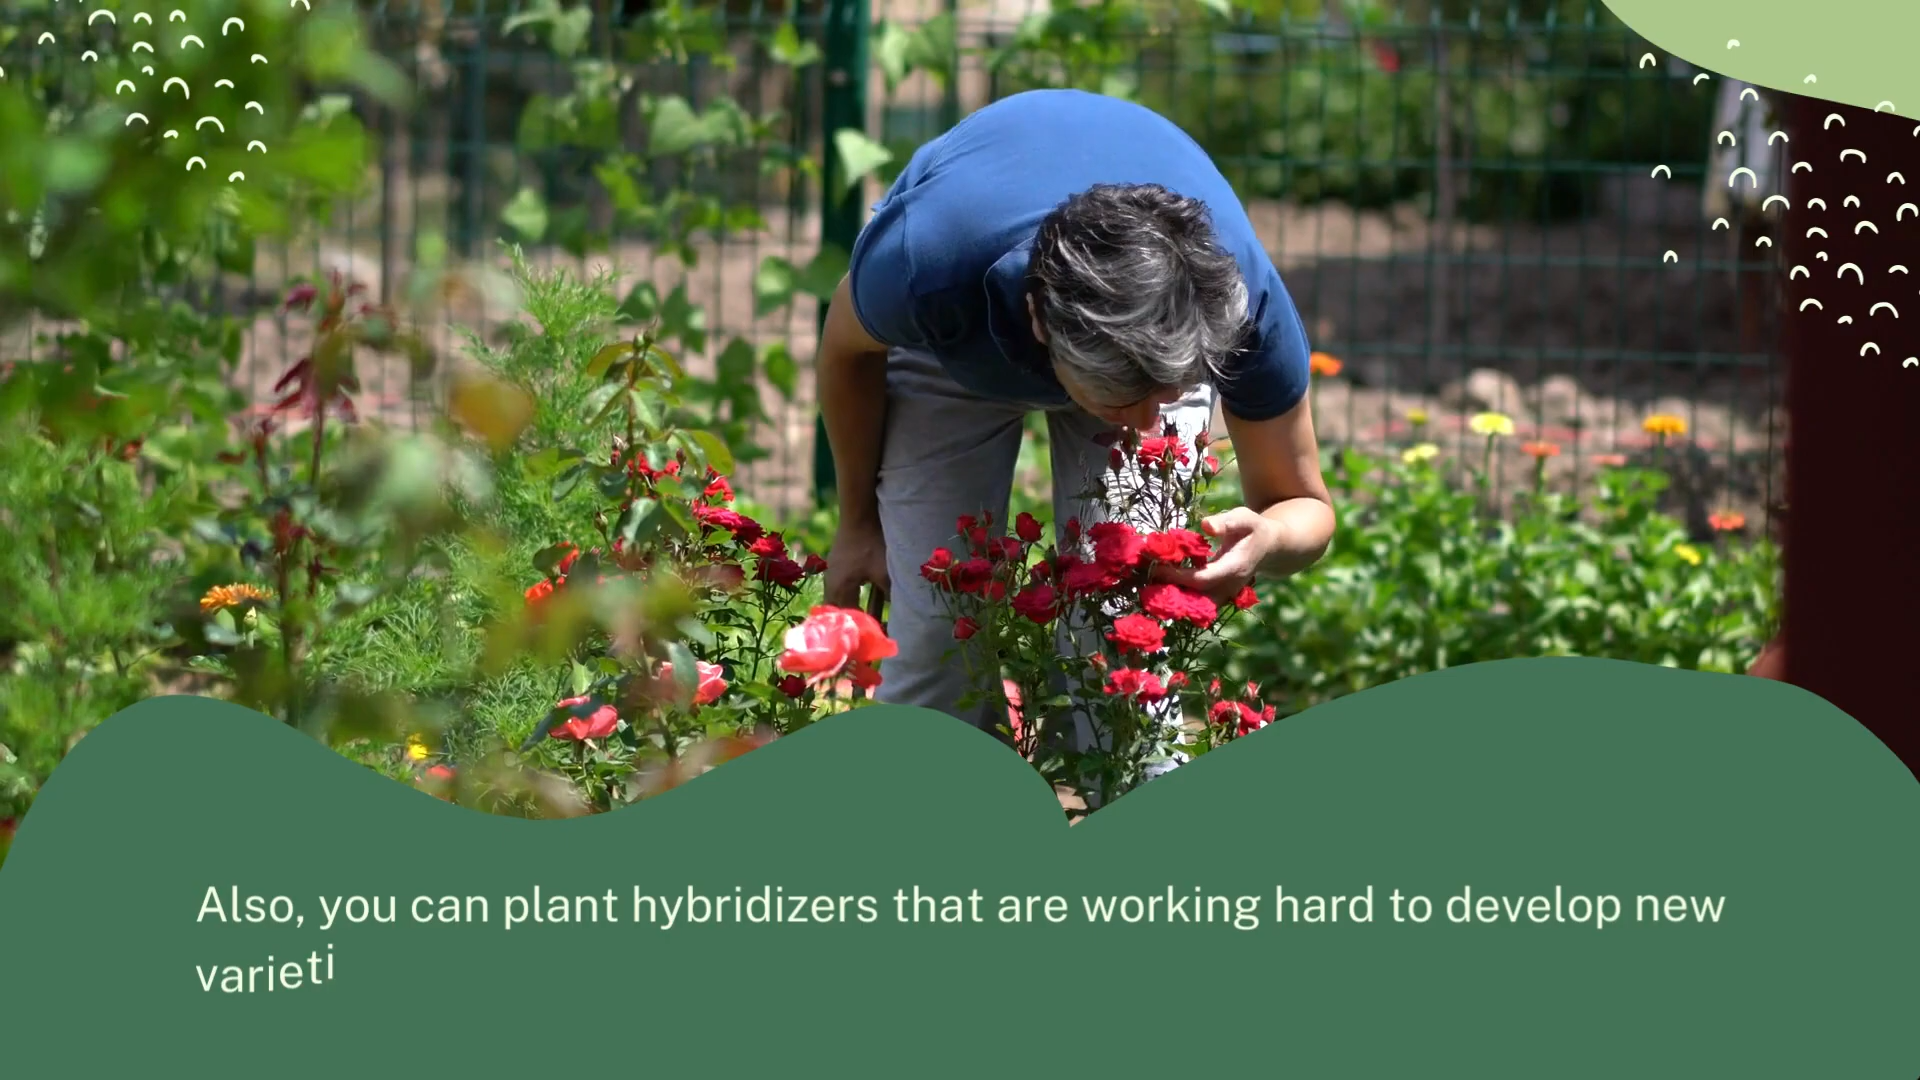 Also, you can plant hybridizers that are working hard to develop new
varieti